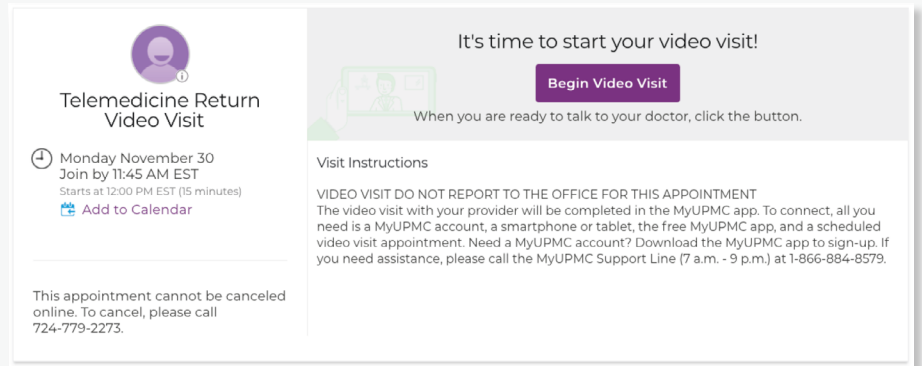 Telemedicine Return
Video Visit
Monday November 30
Join by 11:45 AM EST
Starts at 12:00 PM EST (15 minutes)
Add to Calendar
This appointment cannot be canceled
online. To cancel, please call
724-779-2273.
It's time to start your video visit!
Begin Video Visit
When you are ready to talk to your doctor, click the button.
Visit Instructions
VIDEO VISIT DO NOT REPORT TO THE OFFICE FOR THIS APPOINTMENT
The video visit with your provider will be completed in the MyUPMC app. To connect, all you
need is a MyUPMC account, a smartphone or tablet, the free MyUPMC app, and a scheduled
video visit appointment. Need a MyUPMC account? Download the MyUPMC app to sign-up. If
you need assistance, please call the MyUPMC Support Line (7 a.m. - 9 p.m.) at 1-866-884-8579.